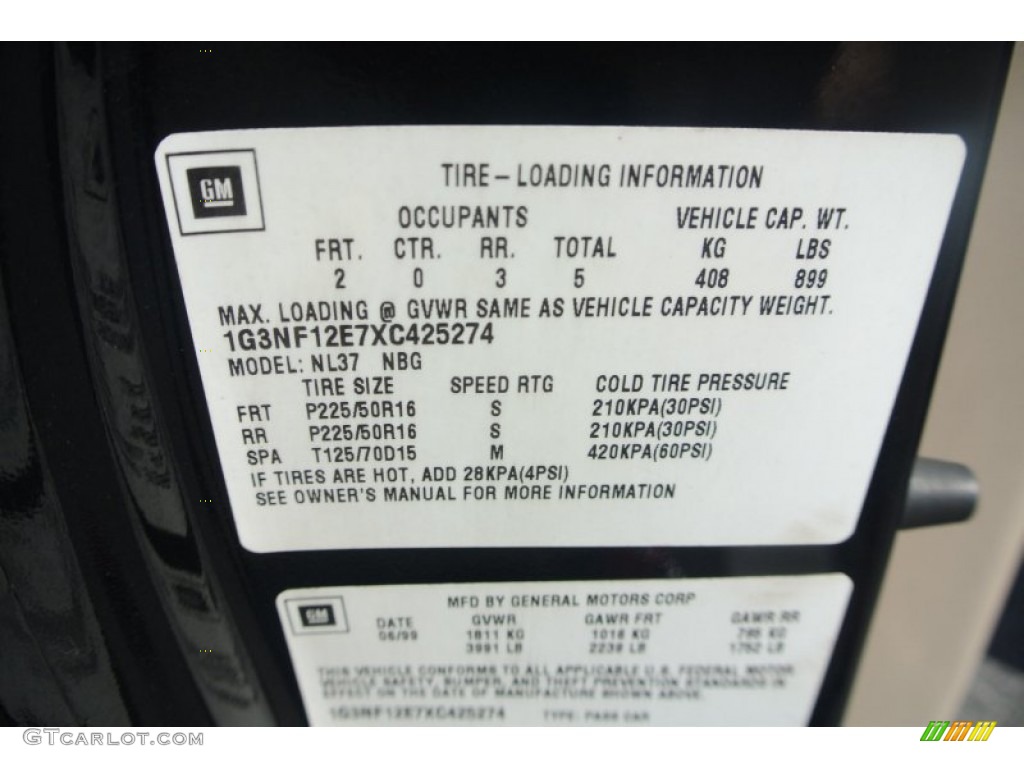 GM
TIRE – LOADING INFORMATION
OCCUPANTS VEHICLE CAP. WT.
FRT. CTR. RR. TOTAL KG LBS
2 0 3 5 408 899
MAX. LOADING @ GVWR SAME AS VEHICLE CAPACITY WEIGHT.
1G3NF12E7XC425274
MODEL: NL37 NBG
TIRE SIZE SPEED RTG COLD TIRE PRESSURE
FRT P225/50R16 S 210KPA(30PSI)
RR P225/50R16 S 210KPA(30PSI)
SPA T125/70D15 M 420KPA(60PSI)
IF TIRES ARE HOT, ADD 28KPA(4PSI)
SEE OWNER'S MANUAL FOR MORE INFORMATION
GM
MFD BY GENERAL MOTORS CORP
DATE GVWR GAWR FRT GAWR RR
06/99 1811 KG KG KG
3991 LB LB LB
THIS VEHICLE CONFORMS TO ALL APPLICABLE U.S. FEDERAL MOTOR
VEHICLE SAFETY, BUMPER, AND THEFT PREVENTION STANDARDS IN
EFFECT ON THE DATE OF MANUFACTURE SHOWN ABOVE.
1G3NF12E7XC425274 TYPE: PASS CAR
GTCarLot.com